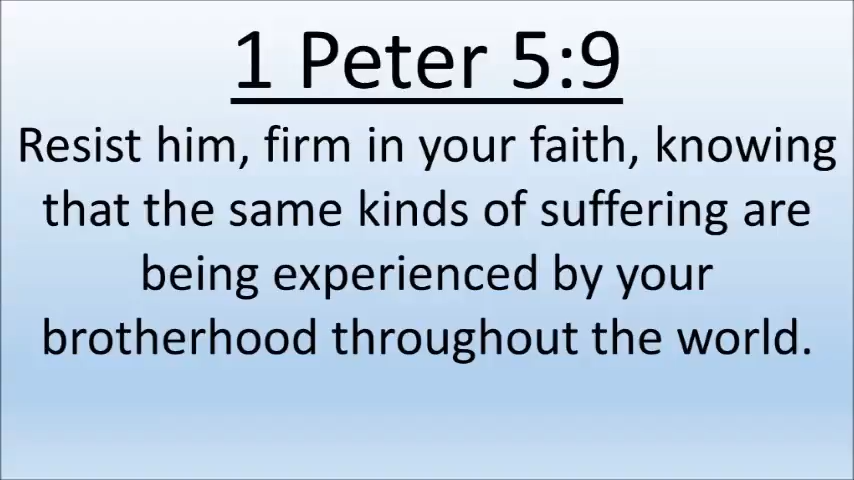 1 Peter 5:9
Resist him, firm in your faith, knowing
that the same kinds of suffering are
being experienced by your
brotherhood throughout the world.